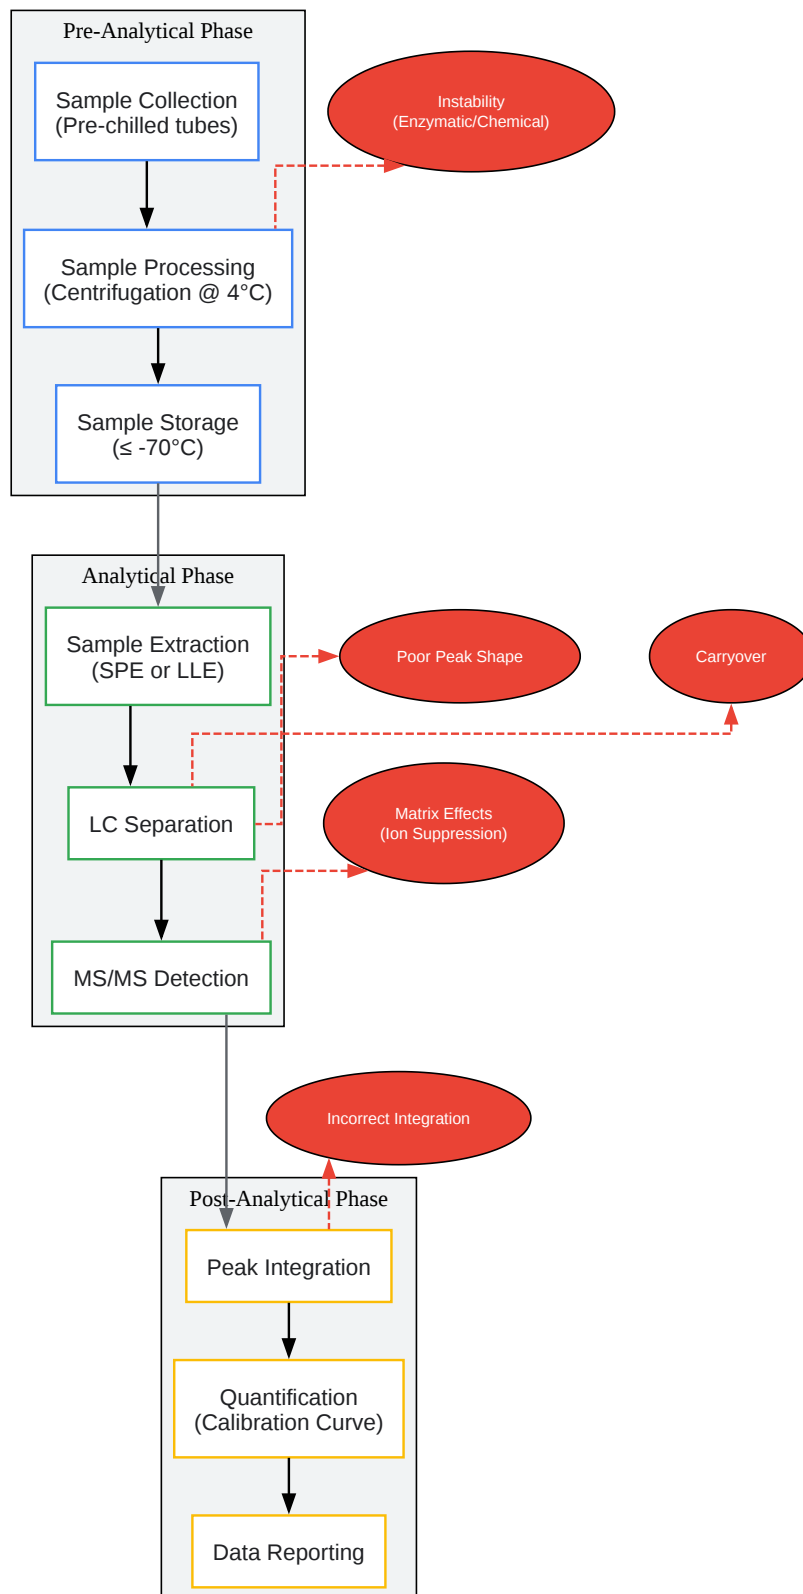 Pre-Analytical Phase
Sample Collection
(Pre-chilled tubes)
Instability
(Enzymatic/Chemical)
Sample Processing
(Centrifugation @ 4°C)
Sample Storage
(≤ -70°C)
Analytical Phase
Sample Extraction
(SPE or LLE)
Poor Peak Shape
Carryover
LC Separation
Matrix Effects
(Ion Suppression)
MS/MS Detection
Incorrect Integration
Post-Analytical Phase
Peak Integration
Quantification
(Calibration Curve)
Data Reporting